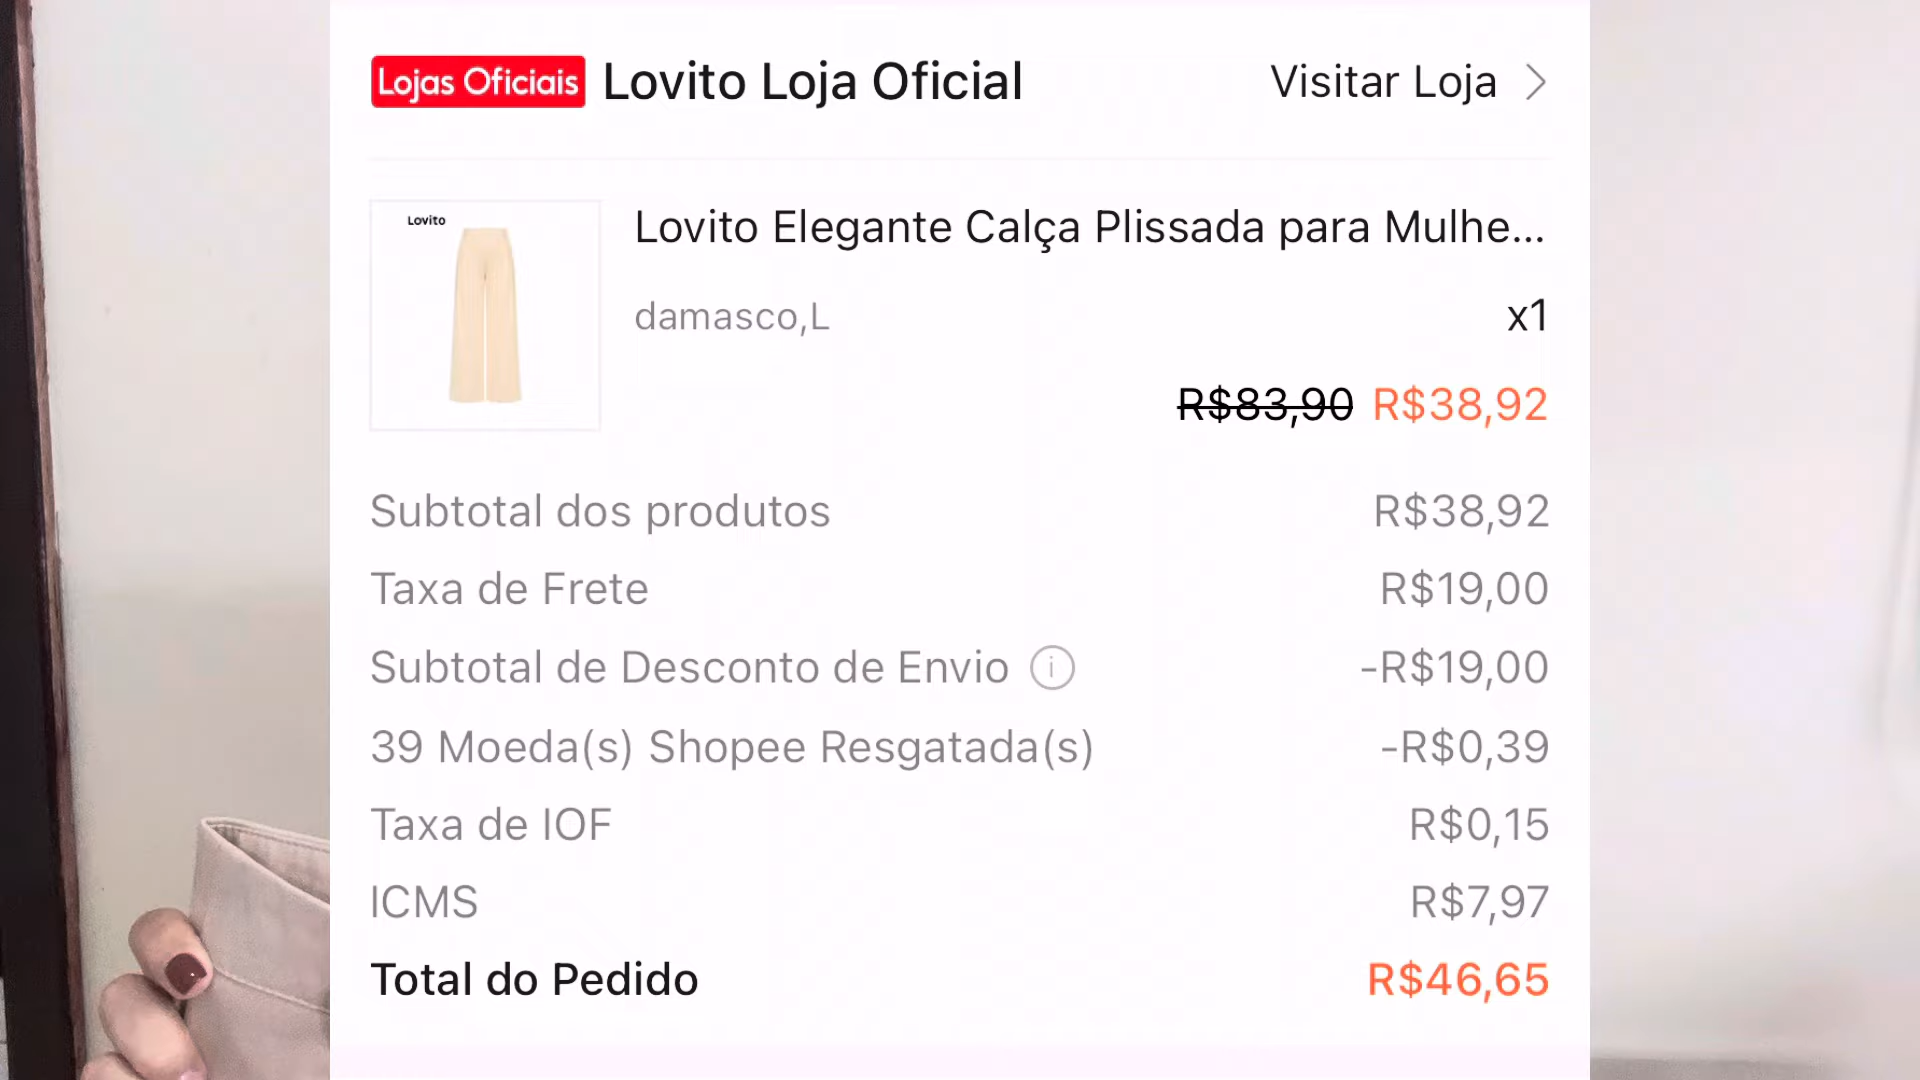 Lojas Oficiais Lovito Loja Oficial Visitar Loja
Lovito
Lovito Elegante Calça Plissada para Mulhe...
damasco,L x1
R$83,90 R$38,92
Subtotal dos produtos R$38,92
Taxa de Frete R$19,00
Subtotal de Desconto de Envio i -R$19,00
39 Moeda(s) Shopee Resgatada(s) -R$0,39
Taxa de IOF R$0,15
ICMS R$7,97
Total do Pedido R$46,65